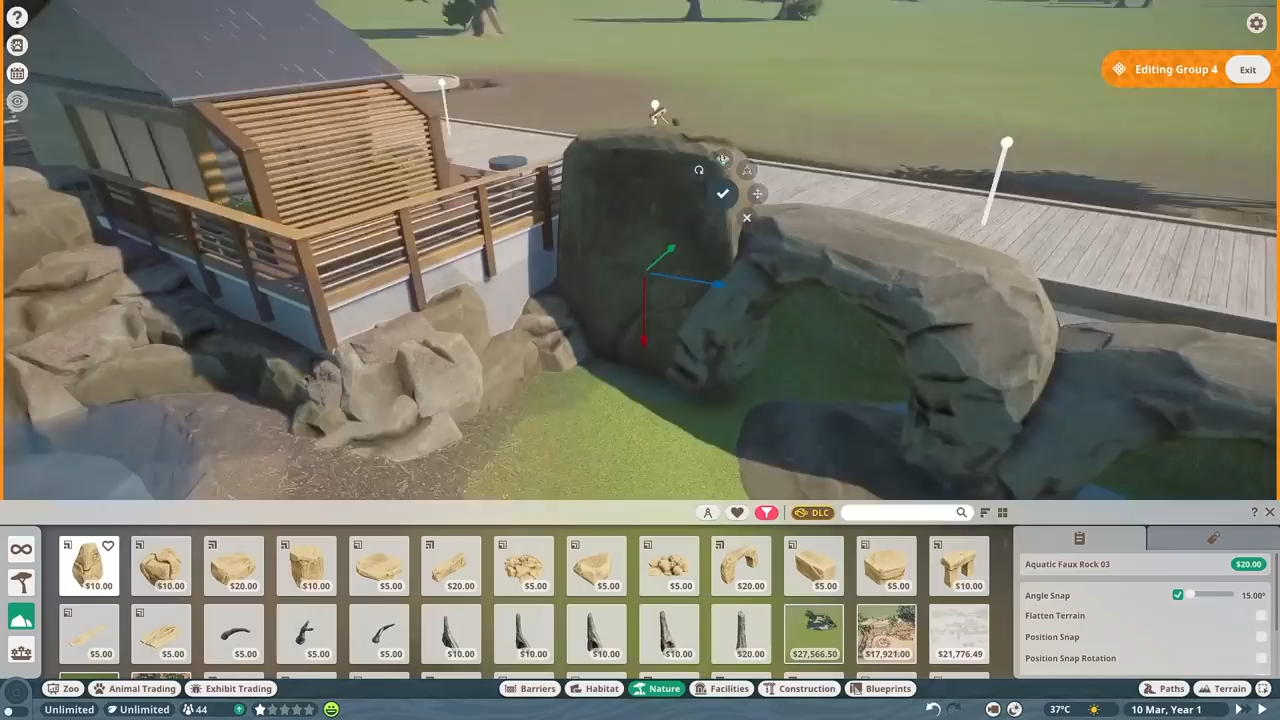 ?
Editing Group 4 Exit
DLC
? ×
$10.00 $10.00 $20.00 $10.00 $5.00 $20.00 $5.00 $5.00 $5.00 $20.00 $5.00 $5.00 $10.00
$5.00 $5.00 $5.00 $5.00 $5.00 $10.00 $10.00 $10.00 $10.00 $20.00 $27,566.50 $17,921.00 $21,776.49
Aquatic Faux Rock 03 $20.00
Angle Snap 15.00°
Flatten Terrain
Position Snap
Position Snap Rotation
Zoo Animal Trading Exhibit Trading Barriers Habitat Nature Facilities Construction Blueprints Paths Terrain
Unlimited Unlimited 44 37°C 10 Mar, Year 1